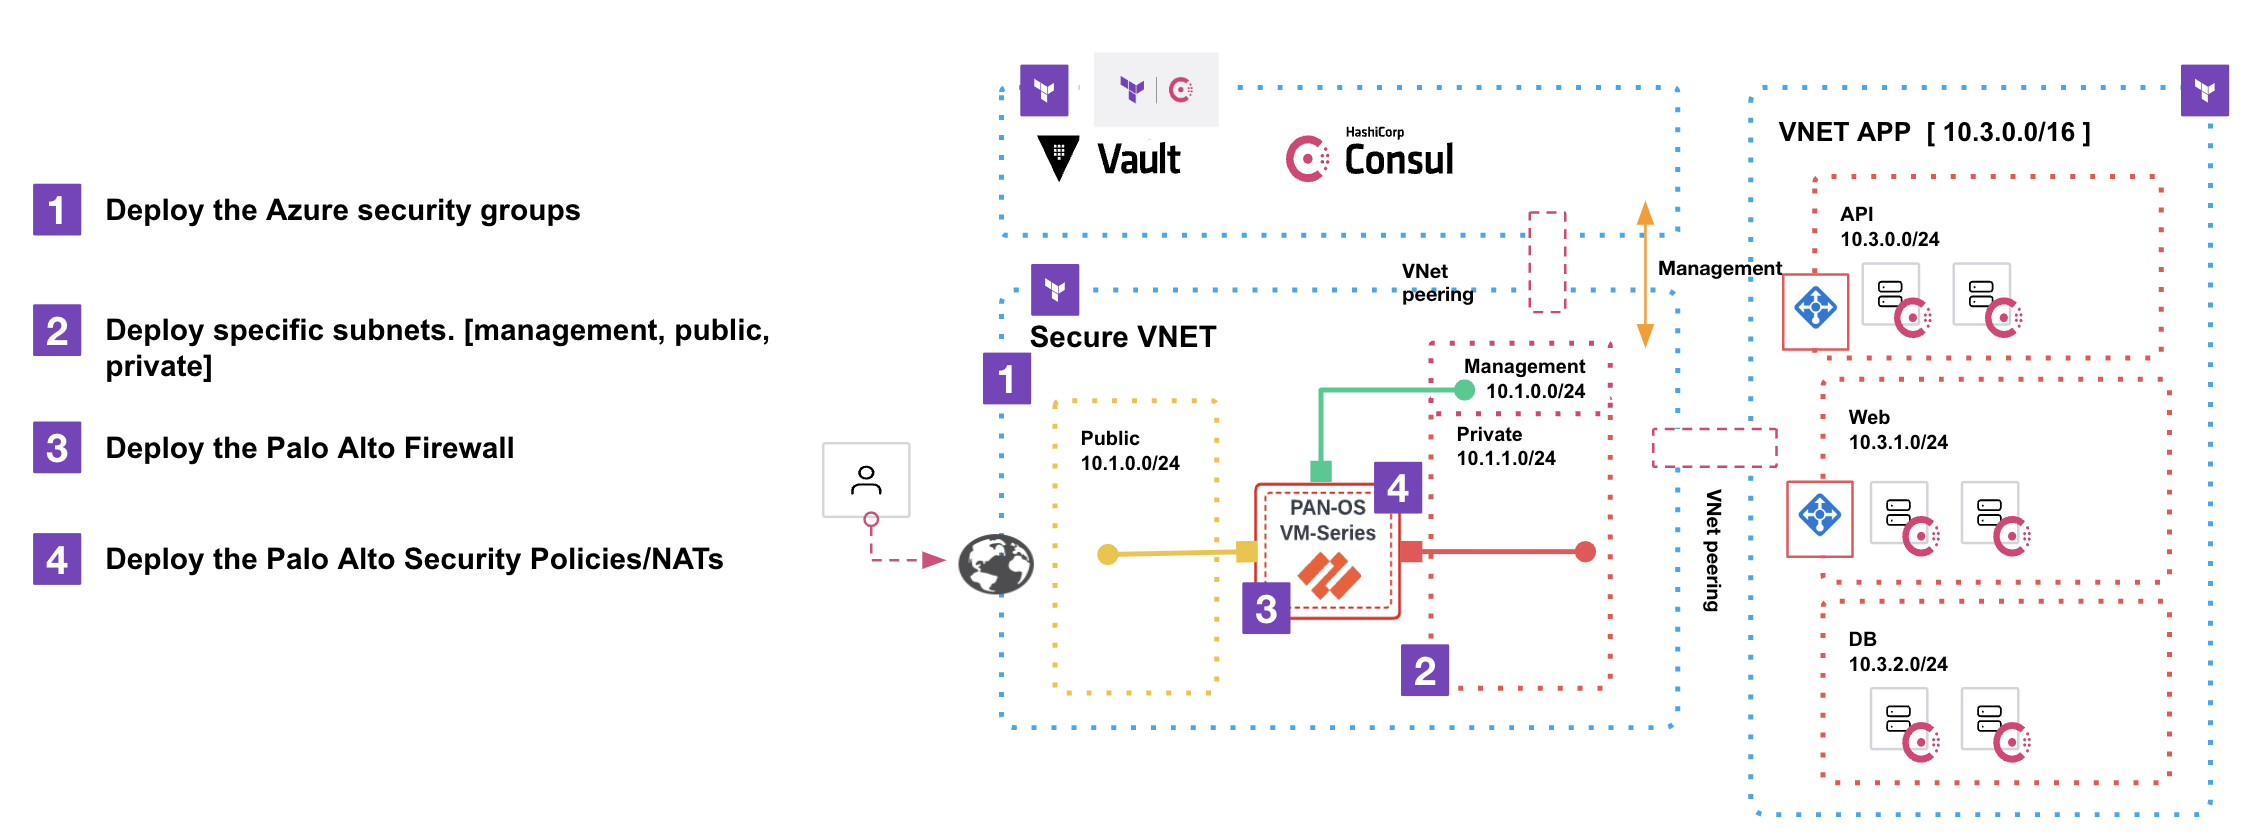 1 Deploy the Azure security groups
2 Deploy specific subnets. [management, public,
private]
3 Deploy the Palo Alto Firewall
4 Deploy the Palo Alto Security Policies/NATs
Vault
HashiCorp
Consul
VNet
peering
Management
Secure VNET
1
Public
10.1.0.0/24
Management
10.1.0.0/24
Private
10.1.1.0/24
4
PAN-OS
VM-Series
3
2
VNet peering
VNET APP [ 10.3.0.0/16 ]
API
10.3.0.0/24
Web
10.3.1.0/24
DB
10.3.2.0/24